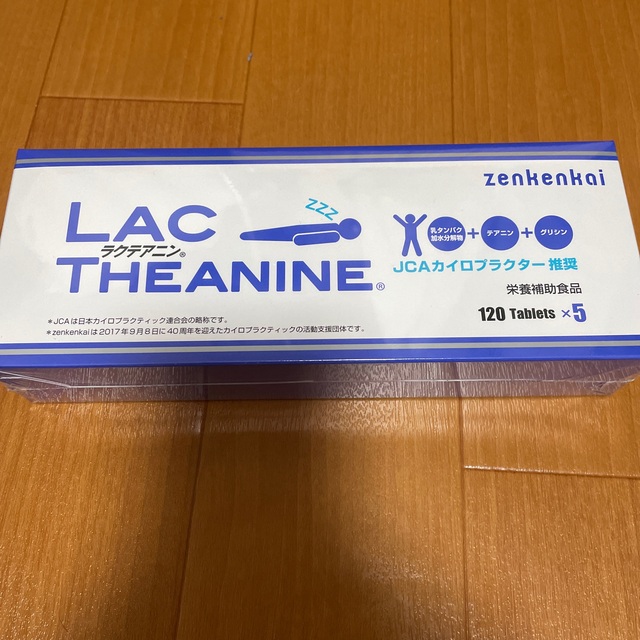 zenkenkai
LAC
ラクテアニン®
THEANINE®
zzz
乳タンパク
加水分解物
+
テアニン
+
グリシン
JCAカイロプラクター 推奨
栄養補助食品
120 Tablets ×5
*JCAは日本カイロプラクティック連合会の略称です。
*zenkenkaiは2017年9月8日に40周年を迎えたカイロプラクティックの活動支援団体です。